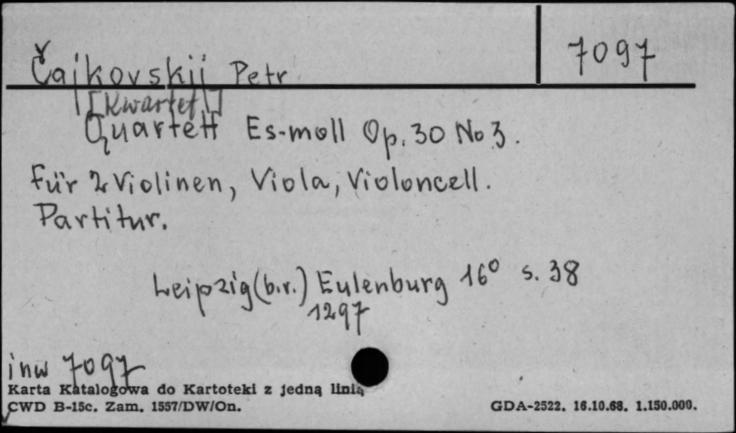 7097
Čajkovskij Petr
[Kwartet]
Quartett Es-moll Op. 30 No 3.
für 2 Violinen, Viola, Violoncell.
Partitur.
Leipzig (b.r.) Eulenburg 16° s. 38
1297
inw 7097
Karta Katalogowa do Kartoteki z jedną linią
CWD B-15c. Zam. 1557/DW/On.
GDA-2522. 16.10.68. 1.150.000.